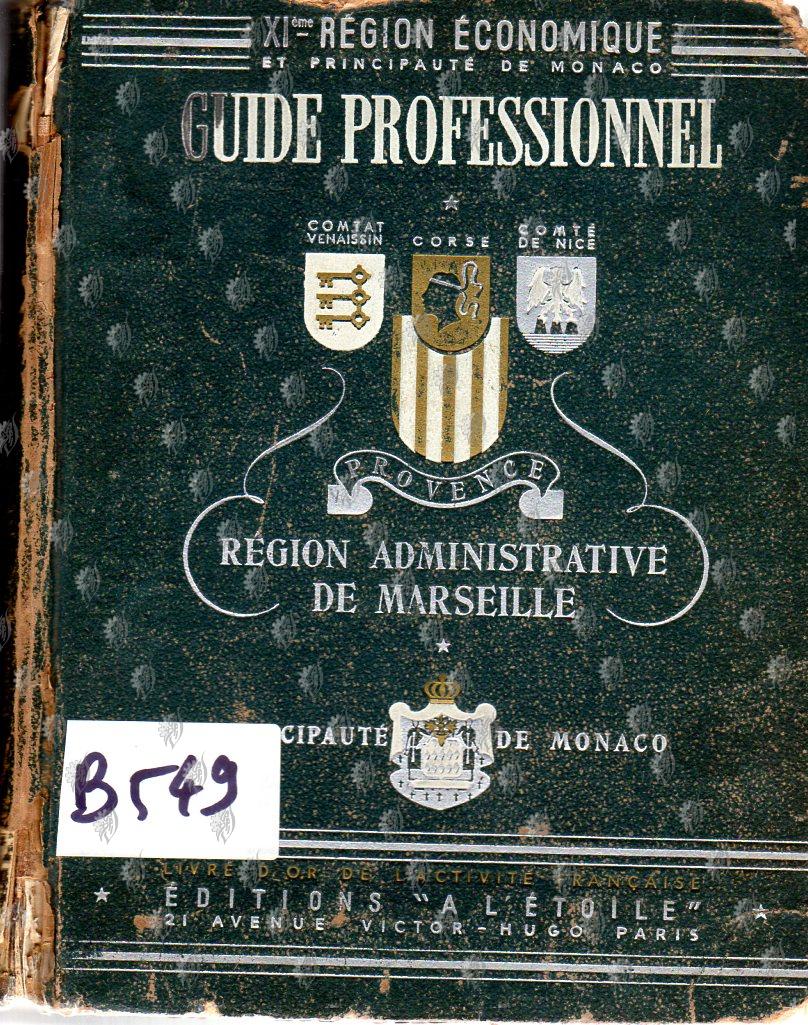 XIème RÉGION ÉCONOMIQUE
ET PRINCIPAUTÉ DE MONACO
GUIDE PROFESSIONNEL
COMTAT
VENAISSIN
CORSE
COMTÉ
DE NICE
PROVENCE
RÉGION ADMINISTRATIVE
DE MARSEILLE
CIPAUTÉ DE MONACO
B549
LIVRE D'OR DE L'ACTIVITÉ FRANÇAISE
ÉDITIONS "A L'ÉTOILE"
21 AVENUE VICTOR-HUGO PARIS